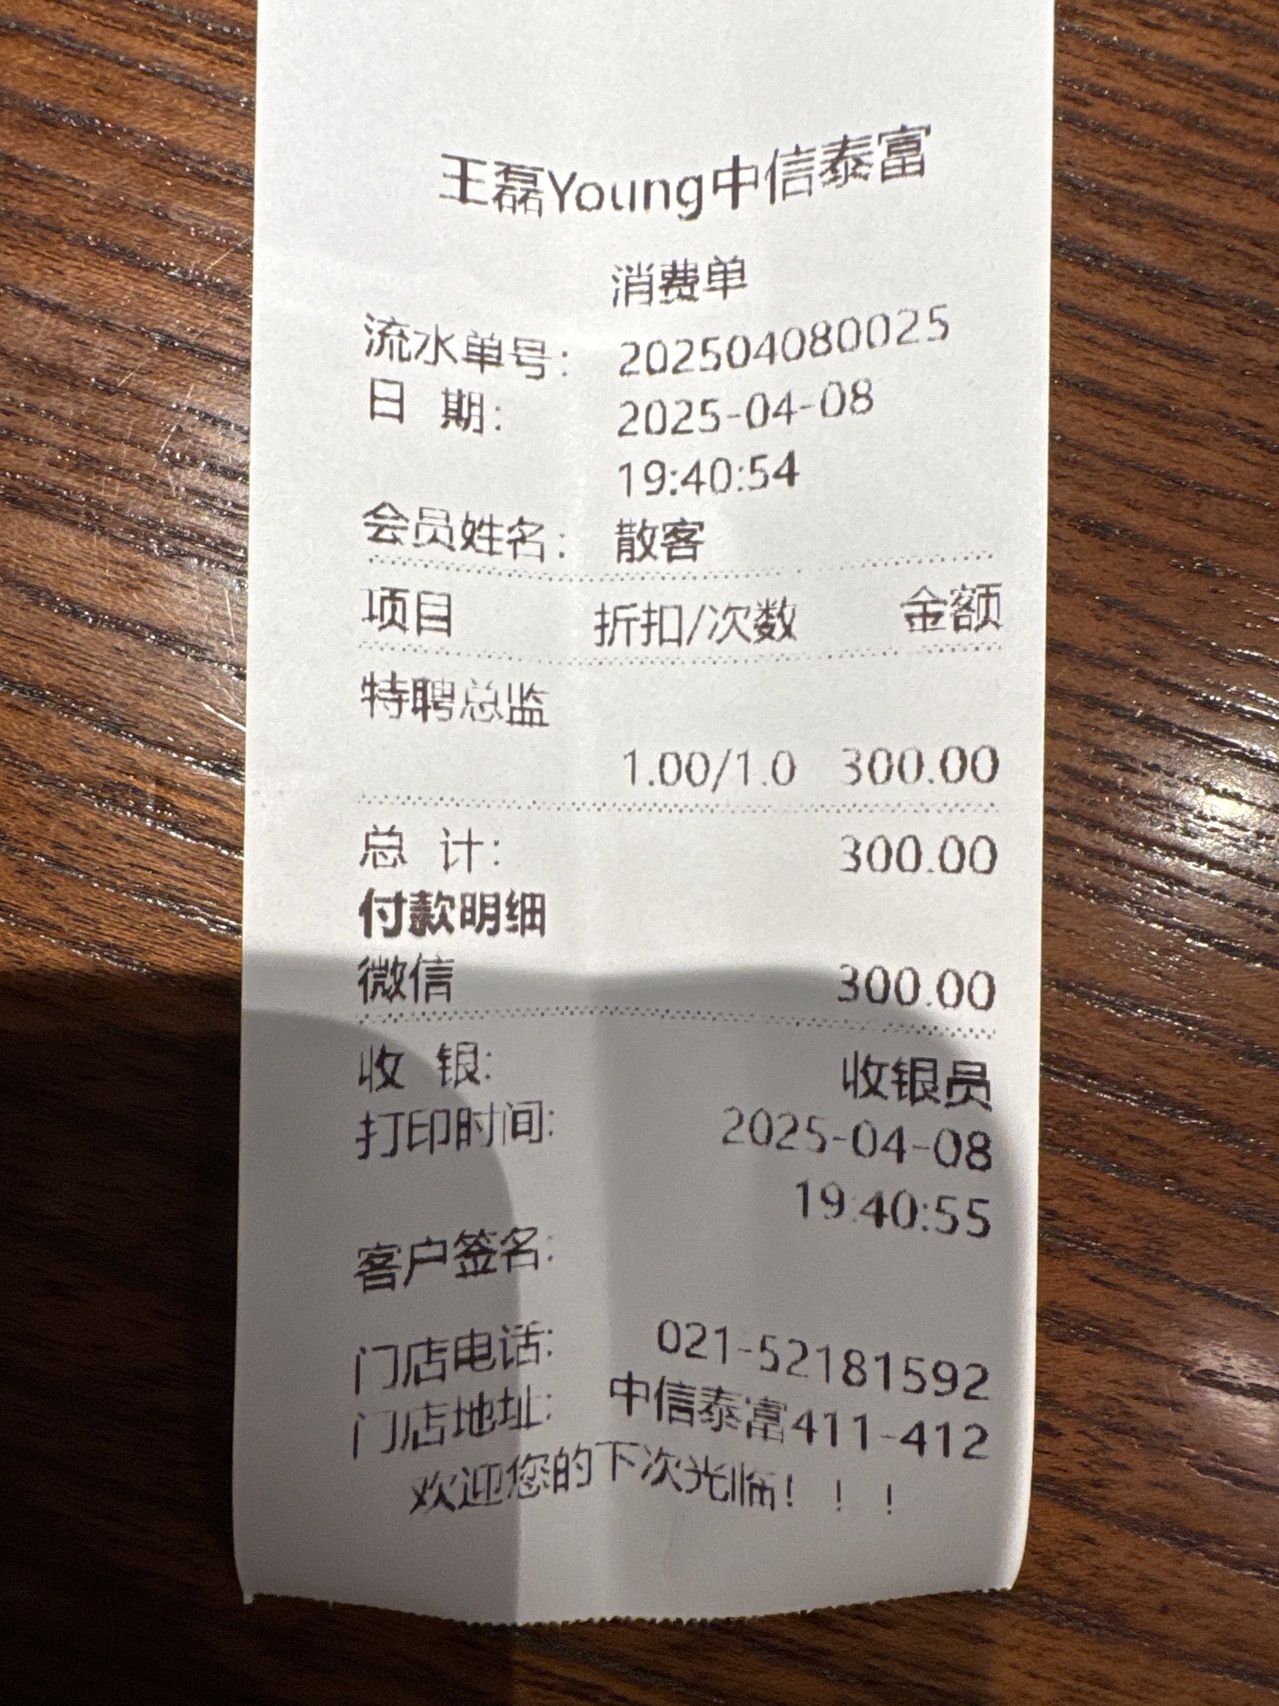 王磊Young中信泰富
消费单
流水单号： 202504080025
日 期： 2025-04-08
19:40:54
会员姓名： 散客
项目 折扣/次数 金额
特聘总监
1.00/1.0 300.00
总 计： 300.00
付款明细
微信 300.00
收 银： 收银员
打印时间： 2025-04-08
19:40:55
客户签名：
门店电话： 021-52181592
门店地址： 中信泰富411-412
欢迎您的下次光临！！！